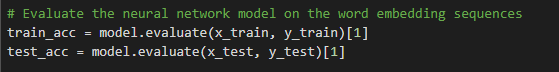 # Evaluate the neural network model on the word embedding sequences
train_acc = model.evaluate(x_train, y_train)[1]
test_acc = model.evaluate(x_test, y_test)[1]